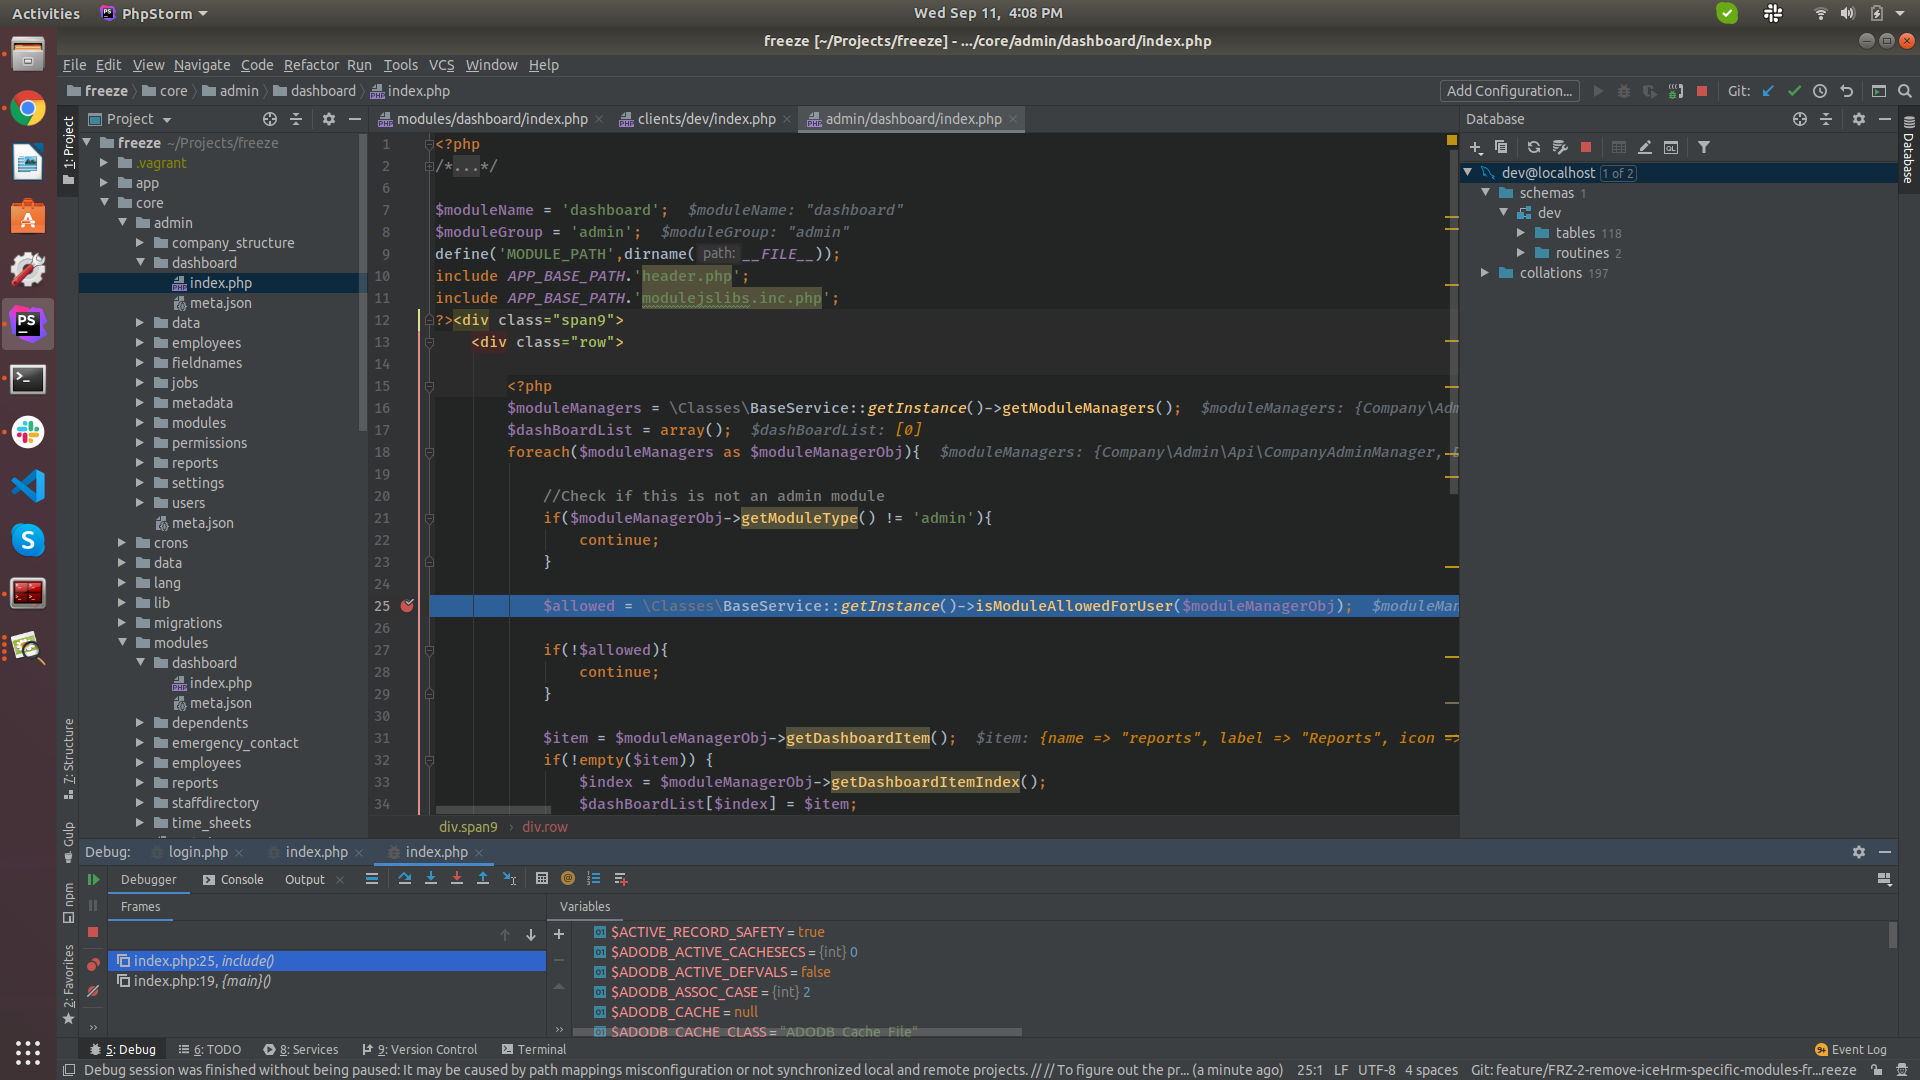 Activities PhpStorm Wed Sep 11, 4:08 PM
freeze [~/Projects/freeze] - .../core/admin/dashboard/index.php
File Edit View Navigate Code Refactor Run Tools VCS Window Help
freeze core admin dashboard index.php Add Configuration... Git:
1: Project
Project
modules/dashboard/index.php clients/dev/index.php admin/dashboard/index.php
Database
Database
freeze ~/Projects/freeze
.vagrant
app
core
admin
company_structure
dashboard
index.php
meta.json
data
employees
fieldnames
jobs
metadata
modules
permissions
reports
settings
users
meta.json
crons
data
lang
lib
migrations
modules
dashboard
index.php
meta.json
dependents
emergency_contact
employees
reports
staffdirectory
time_sheets
1 <?php
2 /*...*/
6
7 $moduleName = 'dashboard'; $moduleName: "dashboard"
8 $moduleGroup = 'admin'; $moduleGroup: "admin"
9 define('MODULE_PATH',dirname( path: __FILE__));
10 include APP_BASE_PATH.'header.php';
11 include APP_BASE_PATH.'modulejslibs.inc.php';
12 ?><div class="span9">
13 <div class="row">
14
15 <?php
16 $moduleManagers = \Classes\BaseService::getInstance()->getModuleManagers(); $moduleManagers: {Company\Adm
17 $dashBoardList = array(); $dashBoardList: [0]
18 foreach($moduleManagers as $moduleManagerObj){ $moduleManagers: {Company\Admin\Api\CompanyAdminManager,
19
20 //Check if this is not an admin module
21 if($moduleManagerObj->getModuleType() != 'admin'){
22 continue;
23 }
24
25 $allowed = \Classes\BaseService::getInstance()->isModuleAllowedForUser($moduleManagerObj); $moduleMan
26
27 if(!$allowed){
28 continue;
29 }
30
31 $item = $moduleManagerObj->getDashboardItem(); $item: {name => "reports", label => "Reports", icon =>
32 if(!empty($item)) {
33 $index = $moduleManagerObj->getDashboardItemIndex();
34 $dashBoardList[$index] = $item;
div.span9 › div.row
dev@localhost 1 of 2
schemas 1
dev
tables 118
routines 2
collations 197
7: Structure
Gulp
npm
2: Favorites
Debug: login.php index.php index.php
Debugger Console Output
Frames
index.php:25, include()
index.php:19, {main}()
Variables
$ACTIVE_RECORD_SAFETY = true
$ADODB_ACTIVE_CACHESECS = {int} 0
$ADODB_ACTIVE_DEFVALS = false
$ADODB_ASSOC_CASE = {int} 2
$ADODB_CACHE = null
$ADODB_CACHE_CLASS = "ADODB_Cache_File"
5: Debug 6: TODO 8: Services 9: Version Control Terminal Event Log
Debug session was finished without being paused: It may be caused by path mappings misconfiguration or not synchronized local and remote projects. // // To figure out the pr... (a minute ago) 25:1 LF UTF-8 4 spaces Git: feature/FRZ-2-remove-iceHrm-specific-modules-fr...reeze